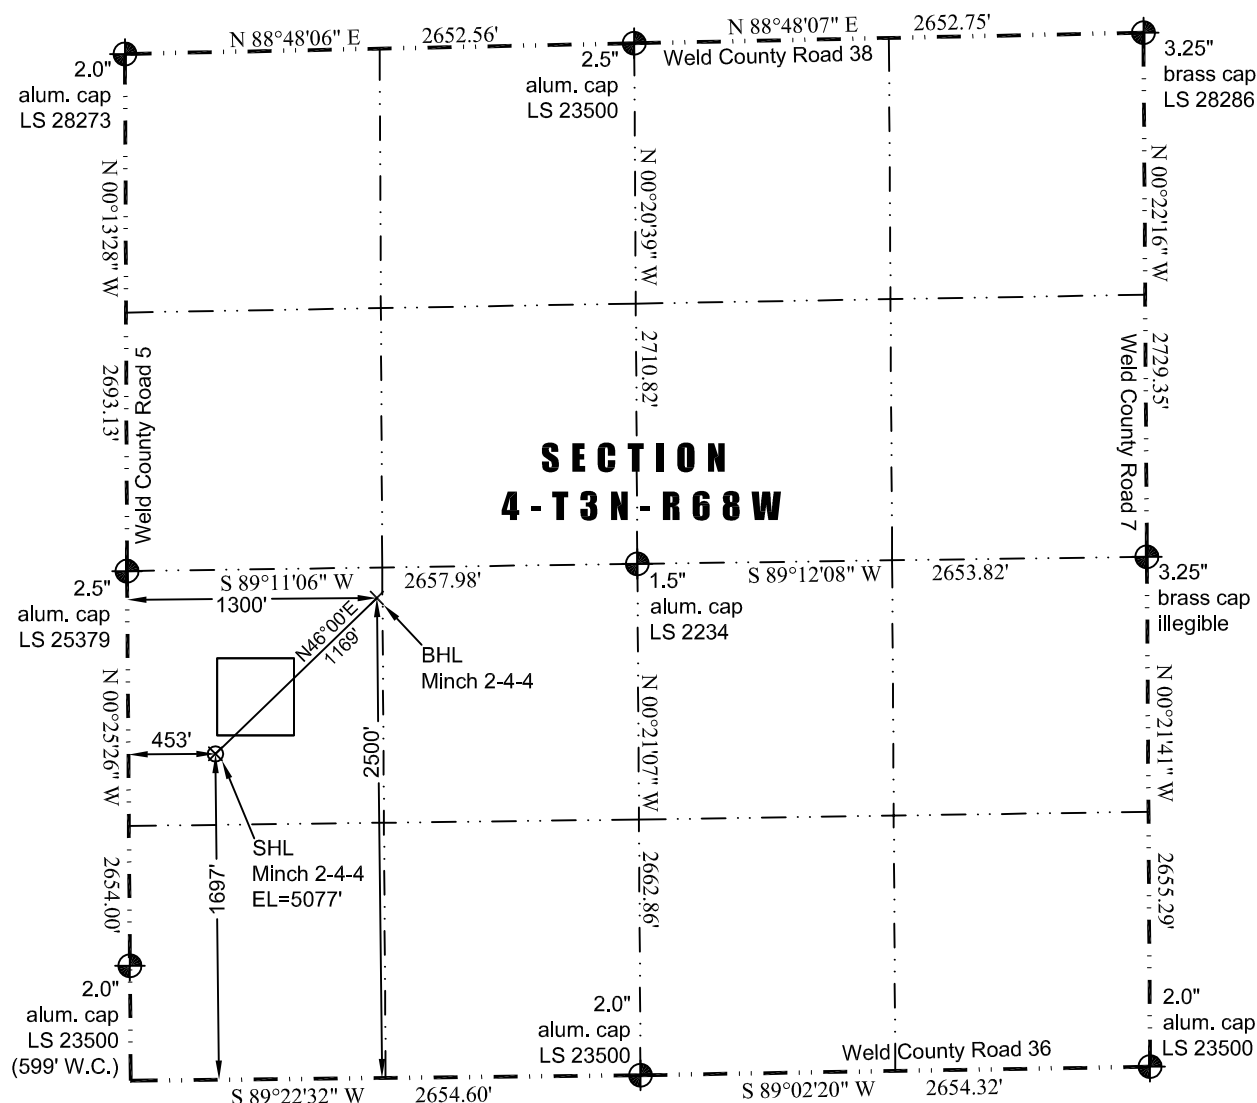 N 88°48'06" E 2652.56'
N 88°48'07" E 2652.75'
Weld County Road 38
2.0"
alum. cap
LS 28273
2.5"
alum. cap
LS 23500
3.25"
brass cap
LS 28286
N 00°13'28" W
2693.13'
Weld County Road 5
N 00°20'39" W
2710.82'
N 00°22'16" W
2729.35'
Weld County Road 7
SECTION
4-T3N-R68W
S 89°11'06" W 2657.98'
S 89°12'08" W 2653.82'
2.5"
alum. cap
LS 25379
1.5"
alum. cap
LS 2234
3.25"
brass cap
illegible
1300'
N46°00'E
1169'
BHL
Minch 2-4-4
453'
2500'
1697'
SHL
Minch 2-4-4
EL=5077'
N 00°25'26" W
2654.00'
N 00°21'07" W
2662.86'
N 00°21'41" W
2655.29'
2.0"
alum. cap
LS 23500
(599' W.C.)
2.0"
alum. cap
LS 23500
2.0"
alum. cap
LS 23500
Weld County Road 36
S 89°22'32" W 2654.60'
S 89°02'20" W 2654.32'